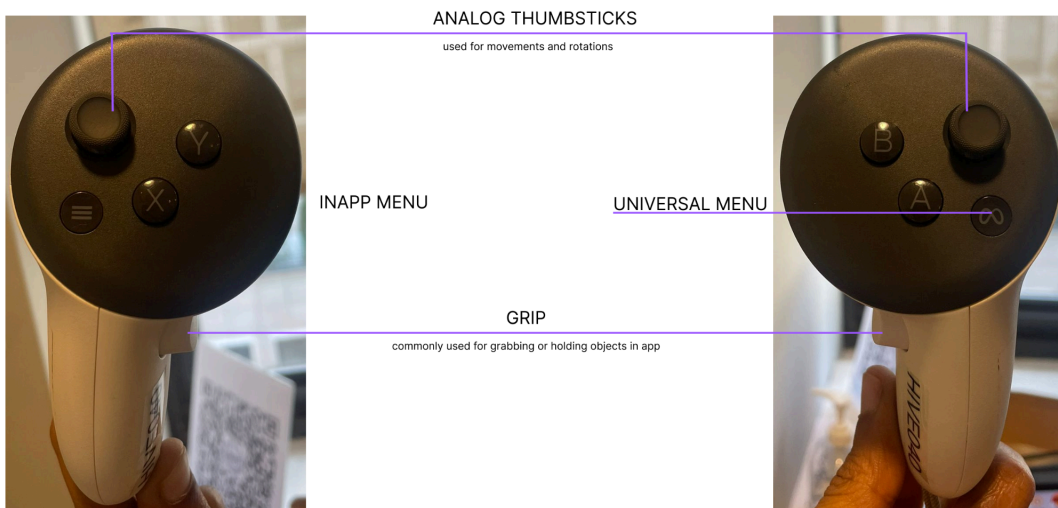 ANALOG THUMBSTICKS
used for movements and rotations
Y
B
X
A
INAPP MENU
UNIVERSAL MENU
GRIP
commonly used for grabbing or holding objects in app
HIVE040